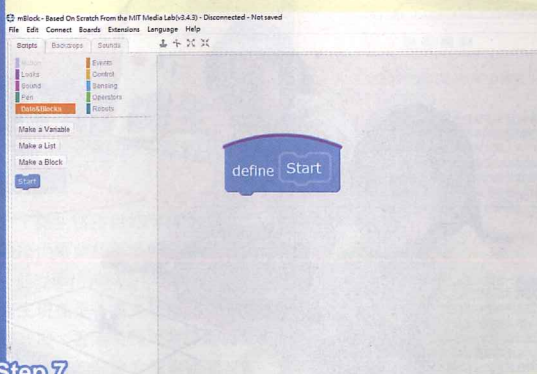 mBlock - Based On Scratch From the MIT Media Lab(v3.4.3) - Disconnected - Not saved
File Edit Connect Boards Extensions Language Help
Scripts Backdrops Sounds
Motion Events
Looks Control
Sound Sensing
Pen Operators
Data&Blocks Robots
Make a Variable
Make a List
Make a Block
Start
define Start
Step 7